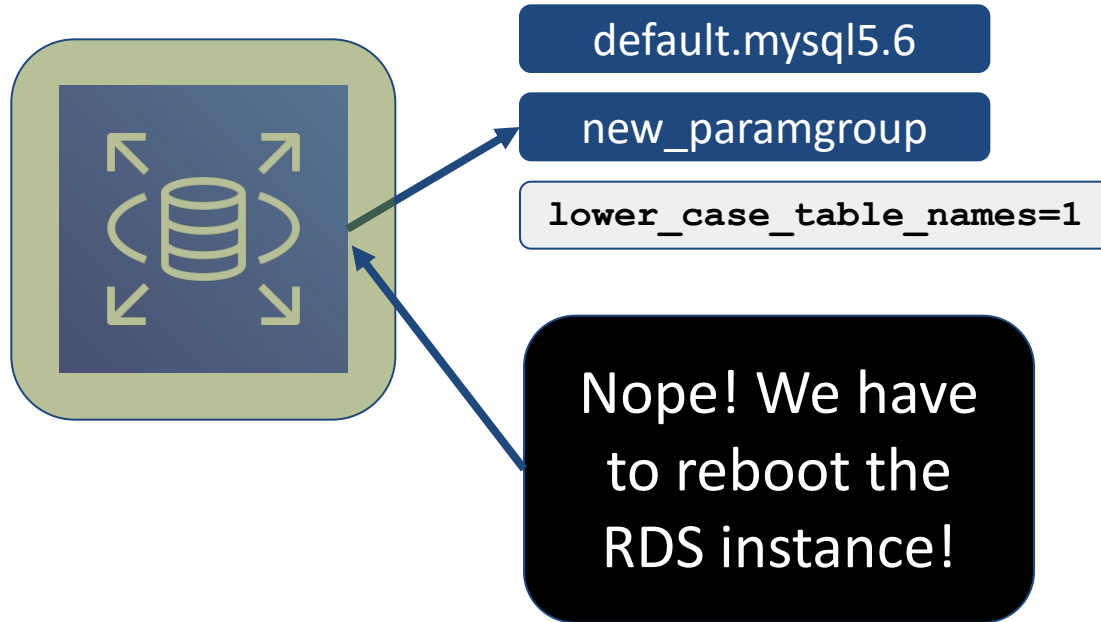 default.mysql5.6
new_paramgroup
lower_case_table_names=1
Nope! We have
to reboot the
RDS instance!